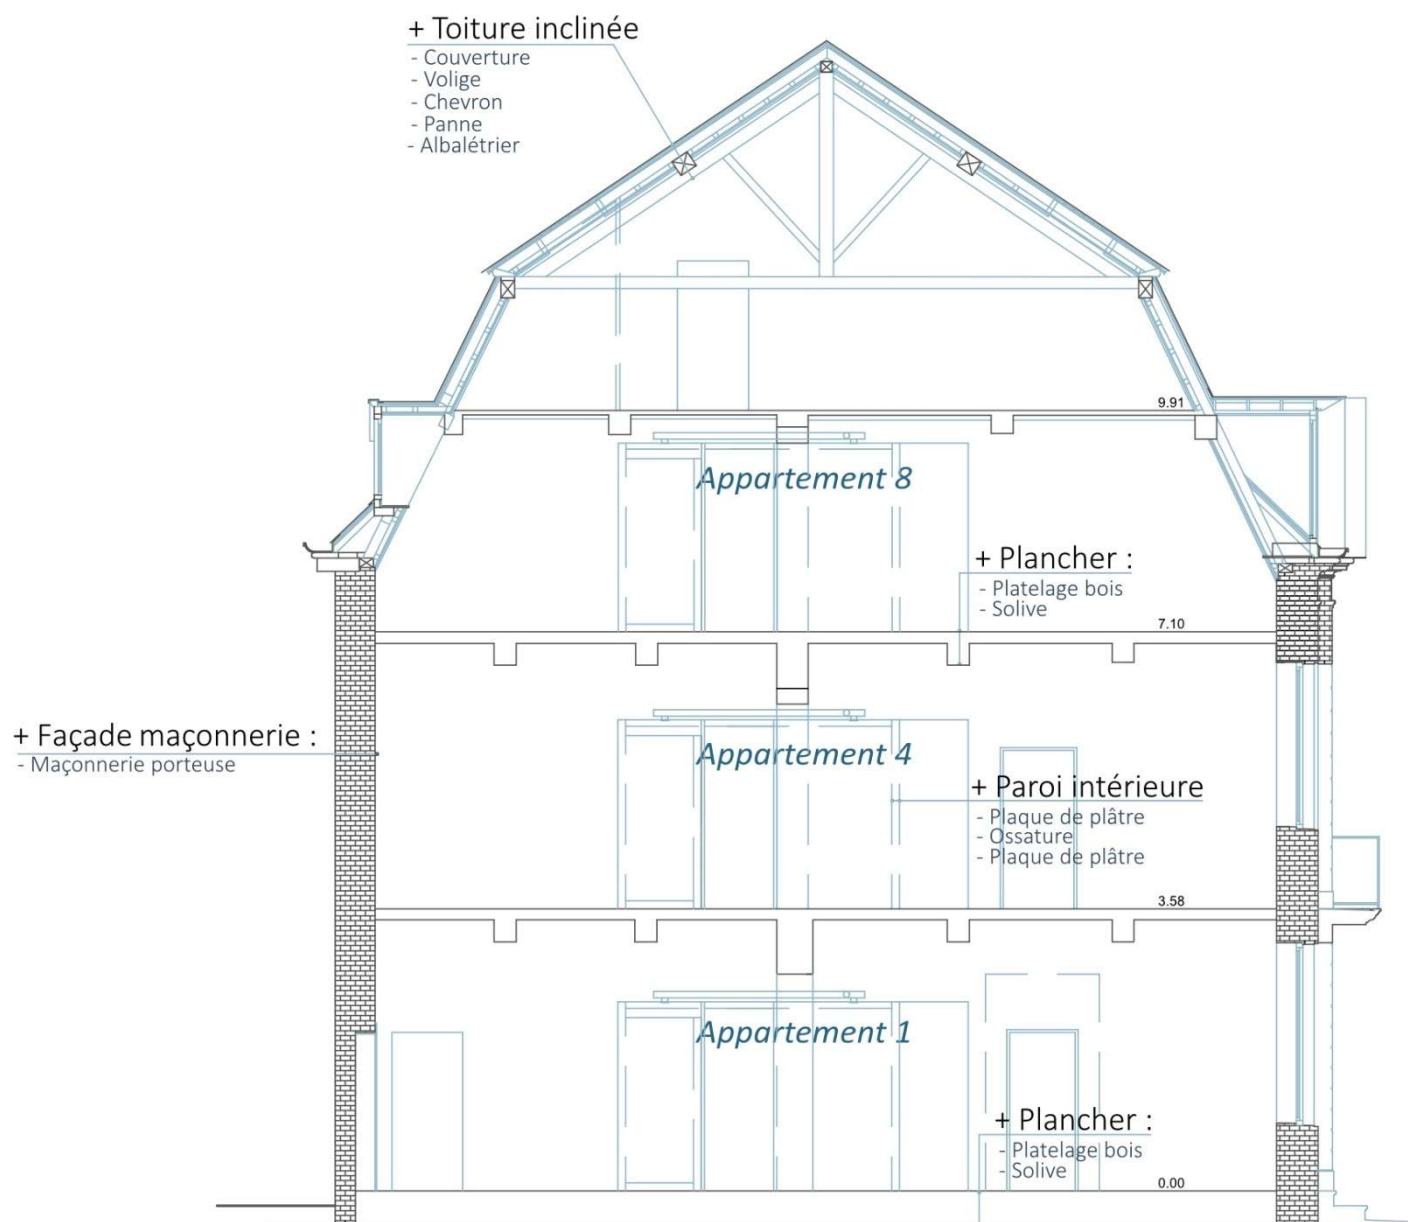 + Toiture inclinée
- Couverture
- Volige
- Chevron
- Panne
- Albalétrier
9.91
Appartement 8
+ Plancher :
- Platelage bois
- Solive
7.10
+ Façade maçonnerie :
- Maçonnerie porteuse
Appartement 4
+ Paroi intérieure
- Plaque de plâtre
- Ossature
- Plaque de plâtre
3.58
Appartement 1
+ Plancher :
- Platelage bois
- Solive
0.00